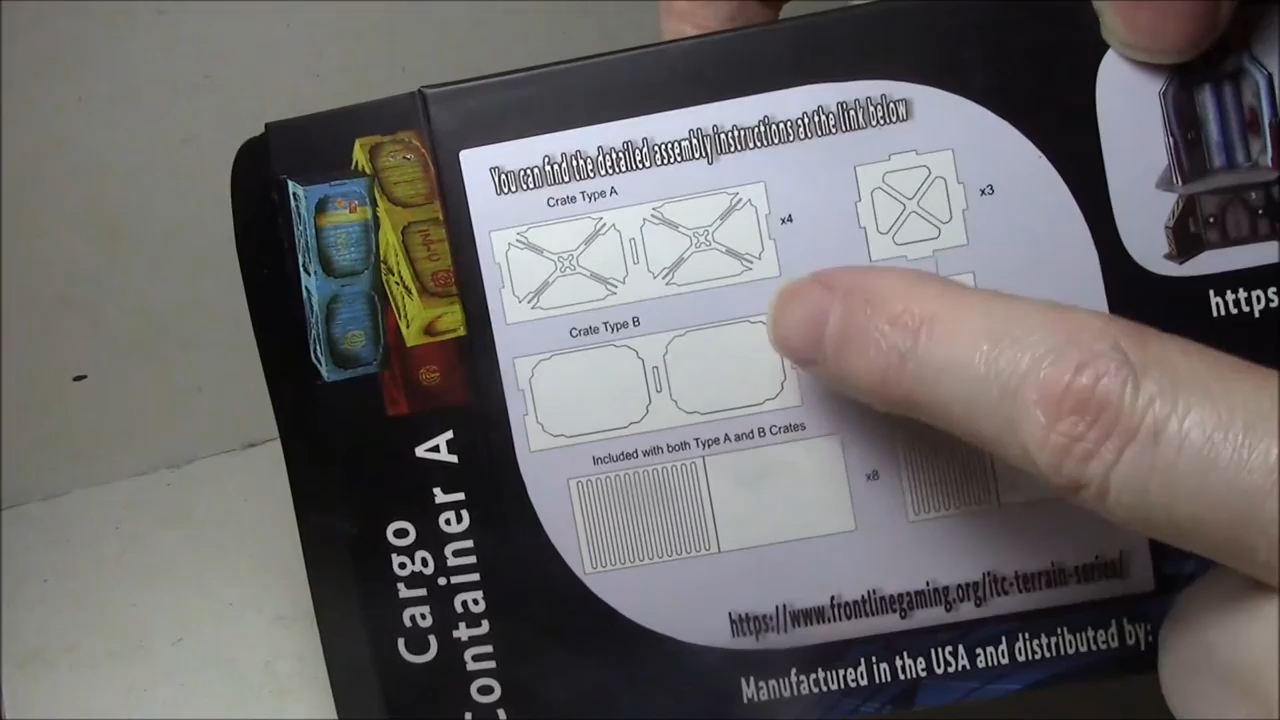 You can find the detailed assembly instructions at the link below
Crate Type A
x4
x3
Crate Type B
Included with both Type A and B Crates
x8
https://www.frontlinegaming.org/itc-terrain-series/
Manufactured in the USA and distributed by:
https
Cargo
Container A